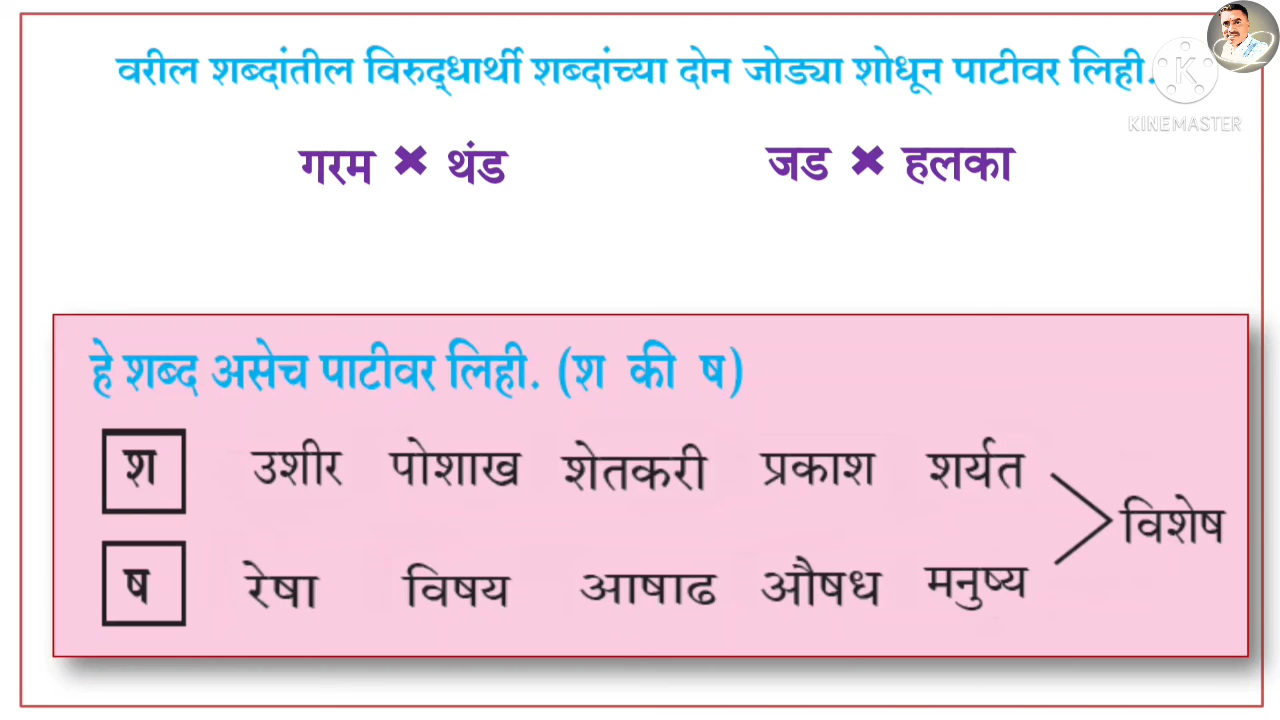 वरील शब्दांतील विरुद्धार्थी शब्दांच्या दोन जोड्या शोधून पाटीवर लिही.
KINEMASTER
गरम ✖ थंड जड ✖ हलका
हे शब्द असेच पाटीवर लिही. (श की ष)
श उशीर पोशाख शेतकरी प्रकाश शर्यत
विशेष
ष रेषा विषय आषाढ औषध मनुष्य